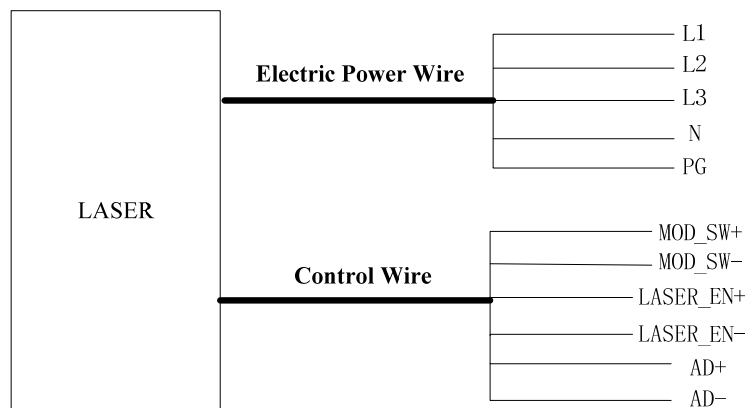 L1
L2
Electric Power Wire
L3
N
PG
LASER
MOD_SW+
MOD_SW-
Control Wire
LASER_EN+
LASER_EN-
AD+
AD-